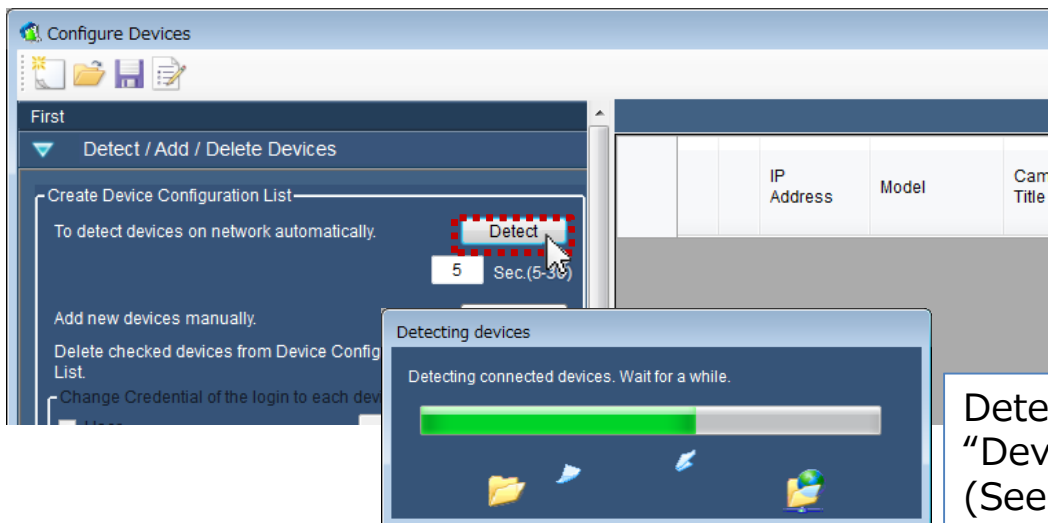 Configure Devices
First
Detect / Add / Delete Devices
Create Device Configuration List
To detect devices on network automatically.
Detect
5 Sec.(5-30)
Add new devices manually.
Delete checked devices from Device Config
List.
Change Credential of the login to each dev
IP
Address
Model
Cam
Title
Detecting devices
Detecting connected devices. Wait for a while.
Dete
“Dev
(See